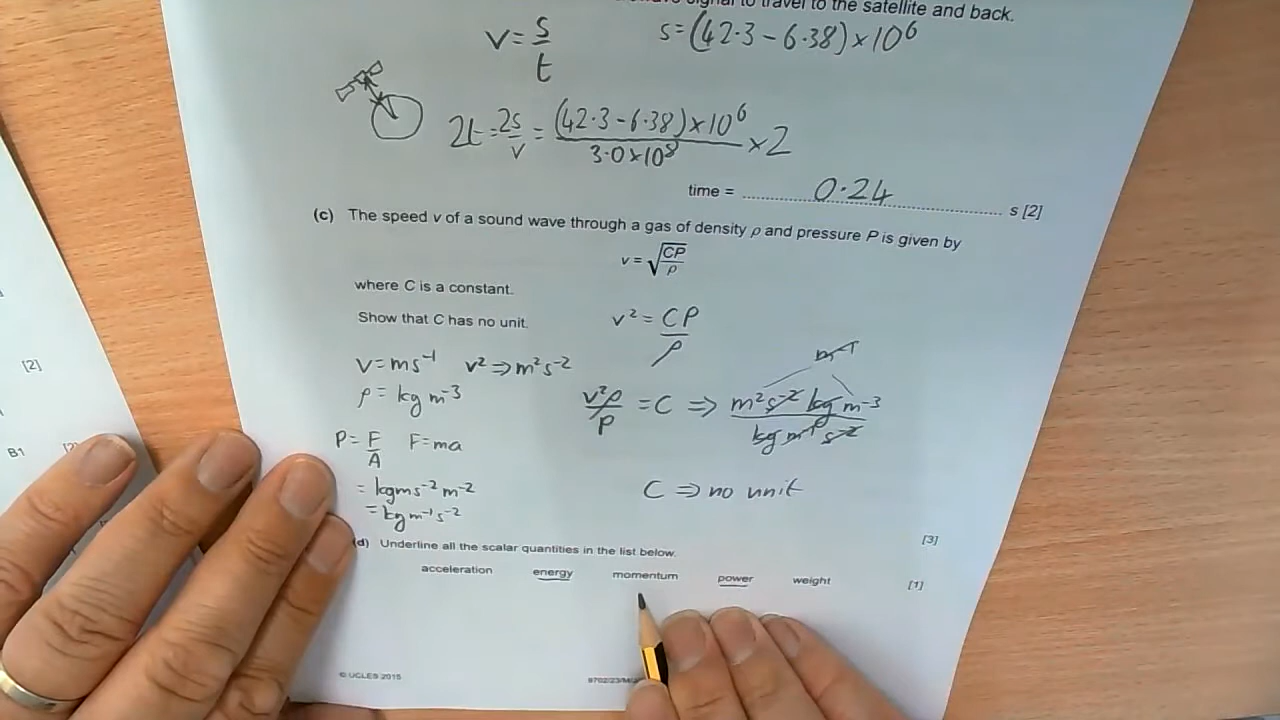 signal to travel to the satellite and back.
v = s/t
s = (42·3 – 6·38) × 10⁶
2t = 2s/v = (42·3 – 6·38) × 10⁶ / 3·0 × 10⁸ × 2
time = .......... 0·24 .......... s [2]
(c) The speed v of a sound wave through a gas of density ρ and pressure P is given by
v = √(CP/ρ)
where C is a constant.
Show that C has no unit.
v² = CP/ρ
v = ms⁻¹ v² ⇒ m²s⁻²
ρ = kg m⁻³
m⁻¹
v²ρ/P = C ⇒ m²s⁻² kg m⁻³ / kg m⁻¹ s⁻²
P = F/A F = ma
= kgms⁻² m⁻²
= kg m⁻¹ s⁻²
C ⇒ no unit
[3]
(d) Underline all the scalar quantities in the list below.
acceleration energy momentum power weight [1]
© UCLES 2015
9702/23/M/
[2]
B1